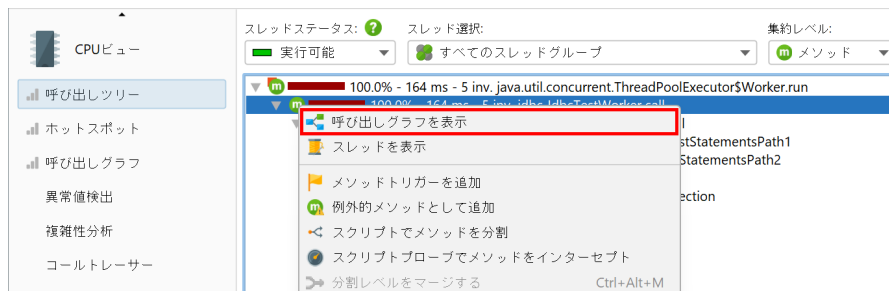 スレッドステータス: スレッド選択: 集約レベル:
CPUビュー
実行可能 すべてのスレッドグループ メソッド
呼び出しツリー
100.0% - 164 ms - 5 inv. java.util.concurrent.ThreadPoolExecutor$Worker.run
100.0% - 164 ms - 5 inv. jdbc.JdbcTestWorker.call
呼び出しグラフを表示
ホットスポット
stStatementsPath1
スレッドを表示
StatementsPath2
呼び出しグラフ
メソッドトリガーを追加
異常値検出
ection
例外的メソッドとして追加
複雑性分析
スクリプトでメソッドを分割
スクリプトプローブでメソッドをインターセプト
コールトレーサー
分割レベルをマージする Ctrl+Alt+M